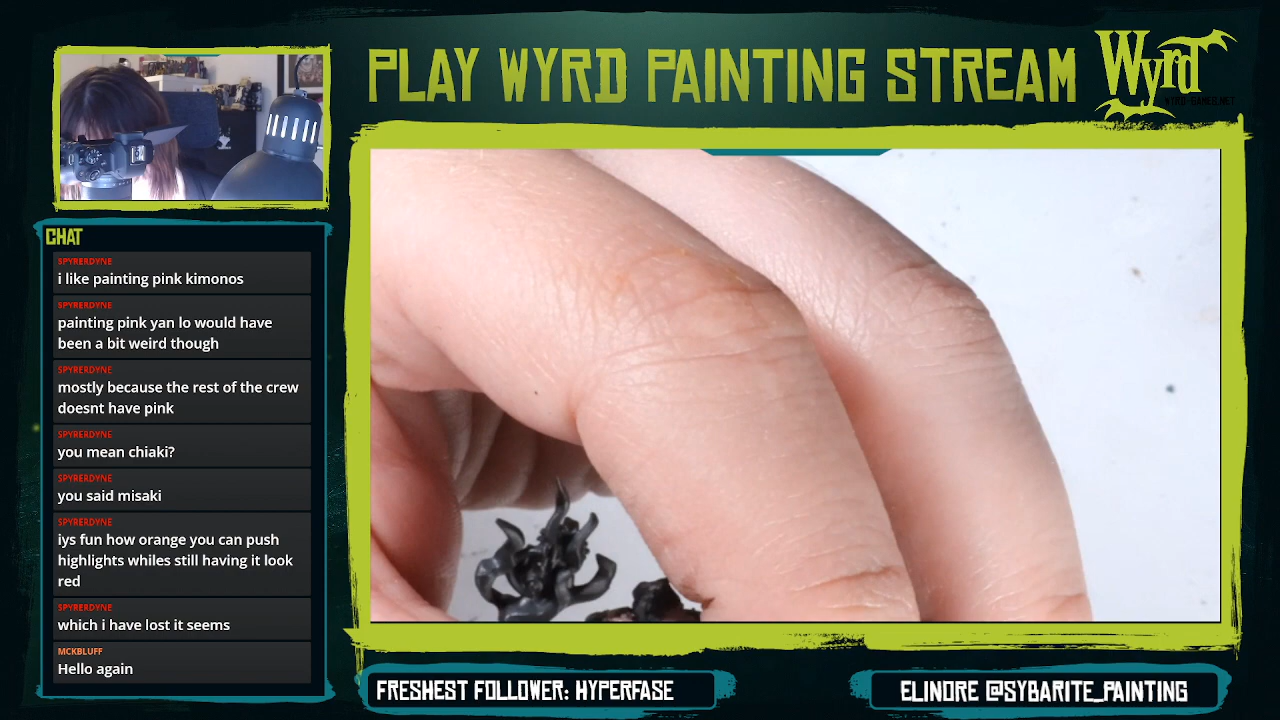 PLAY WYRD PAINTING STREAM
Wyrd
CHAT
SPYRERDYNE
i like painting pink kimonos
SPYRERDYNE
painting pink yan lo would have
been a bit weird though
SPYRERDYNE
mostly because the rest of the crew
doesnt have pink
SPYRERDYNE
you mean chiaki?
SPYRERDYNE
you said misaki
SPYRERDYNE
iys fun how orange you can push
highlights whiles still having it look
red
SPYRERDYNE
which i have lost it seems
MCKBLUFF
Hello again
FRESHEST FOLLOWER: HYPERFASE
ELINORE @SYBARITE_PAINTING